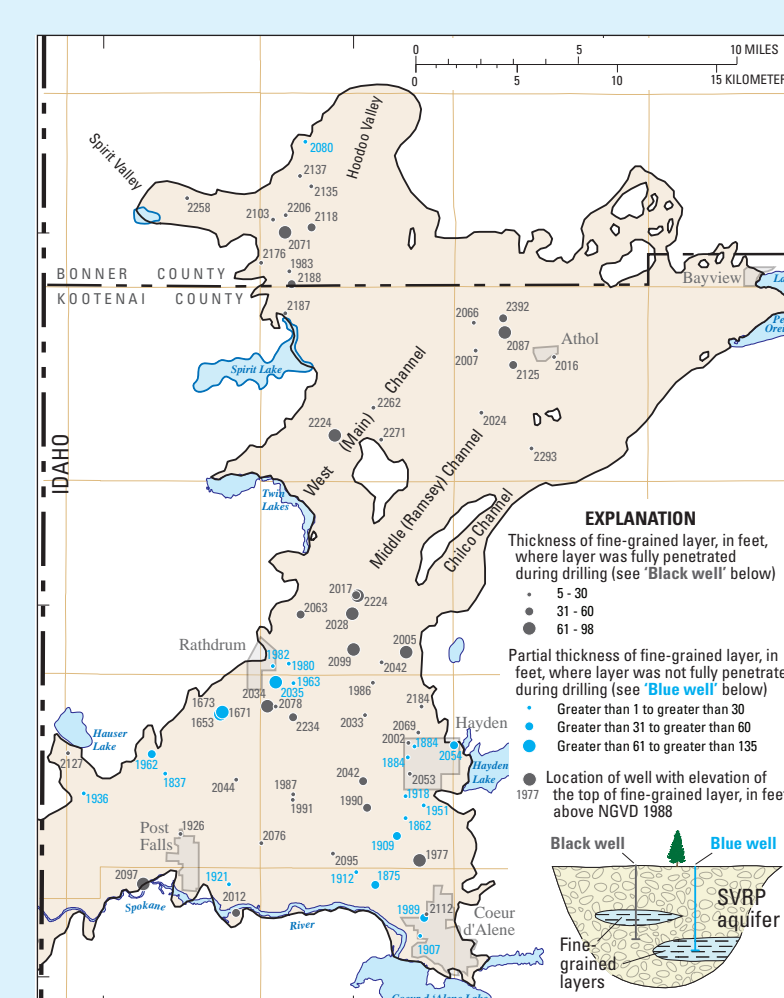 0 5 10 MILES
0 5 10 15 KILOMETER
Hoodoo Valley
Spirit Valley
2080
2137
2135
2258
2206
2103
2118
2071
2176
1983
2188
BONNER COUNTY
KOOTENAI COUNTY
Bayview
La
Pe
Ore
2187
2066
2392
2087
Athol
2007
2016
2125
Spirit Lake
2262
2024
2224
2271
2293
West (Main) Channel
Middle (Ramsey) Channel
Chilco Channel
IDAHO
Twin
Lakes
EXPLANATION
Thickness of fine-grained layer, in feet,
where layer was fully penetrated
during drilling (see ‘Black well’ below)
5 - 30
31 - 60
61 - 98
Partial thickness of fine-grained layer, in
feet, where layer was not fully penetrate
during drilling (see ‘Blue well’ below)
Greater than 1 to greater than 30
Greater than 31 to greater than 60
Greater than 61 to greater than 135
Location of well with elevation of
1977 the top of fine-grained layer, in fee
above NGVD 1988
Black well
Blue well
SVRP
aquifer
Fine-
grained
layers
2017
2224
2063
2028
Rathdrum
2005
1982
1980
2099
2042
1963
2035
1986
2034
2078
2184
1673
1671
1653
2234
2033
2069
Hayden
2002
1884
2054
Hauser
Lake
2127
1962
1884
Hayden
Lake
1837
2044
2042
2053
1936
1987
1991
1990
1918
1951
1862
Post
Falls
1926
2076
1909
2095
1977
2097
1921
1912
1875
2012
Spokane
River
1989
2112
Coeur
d'Alene
1907
Coeur d'Alene Lake